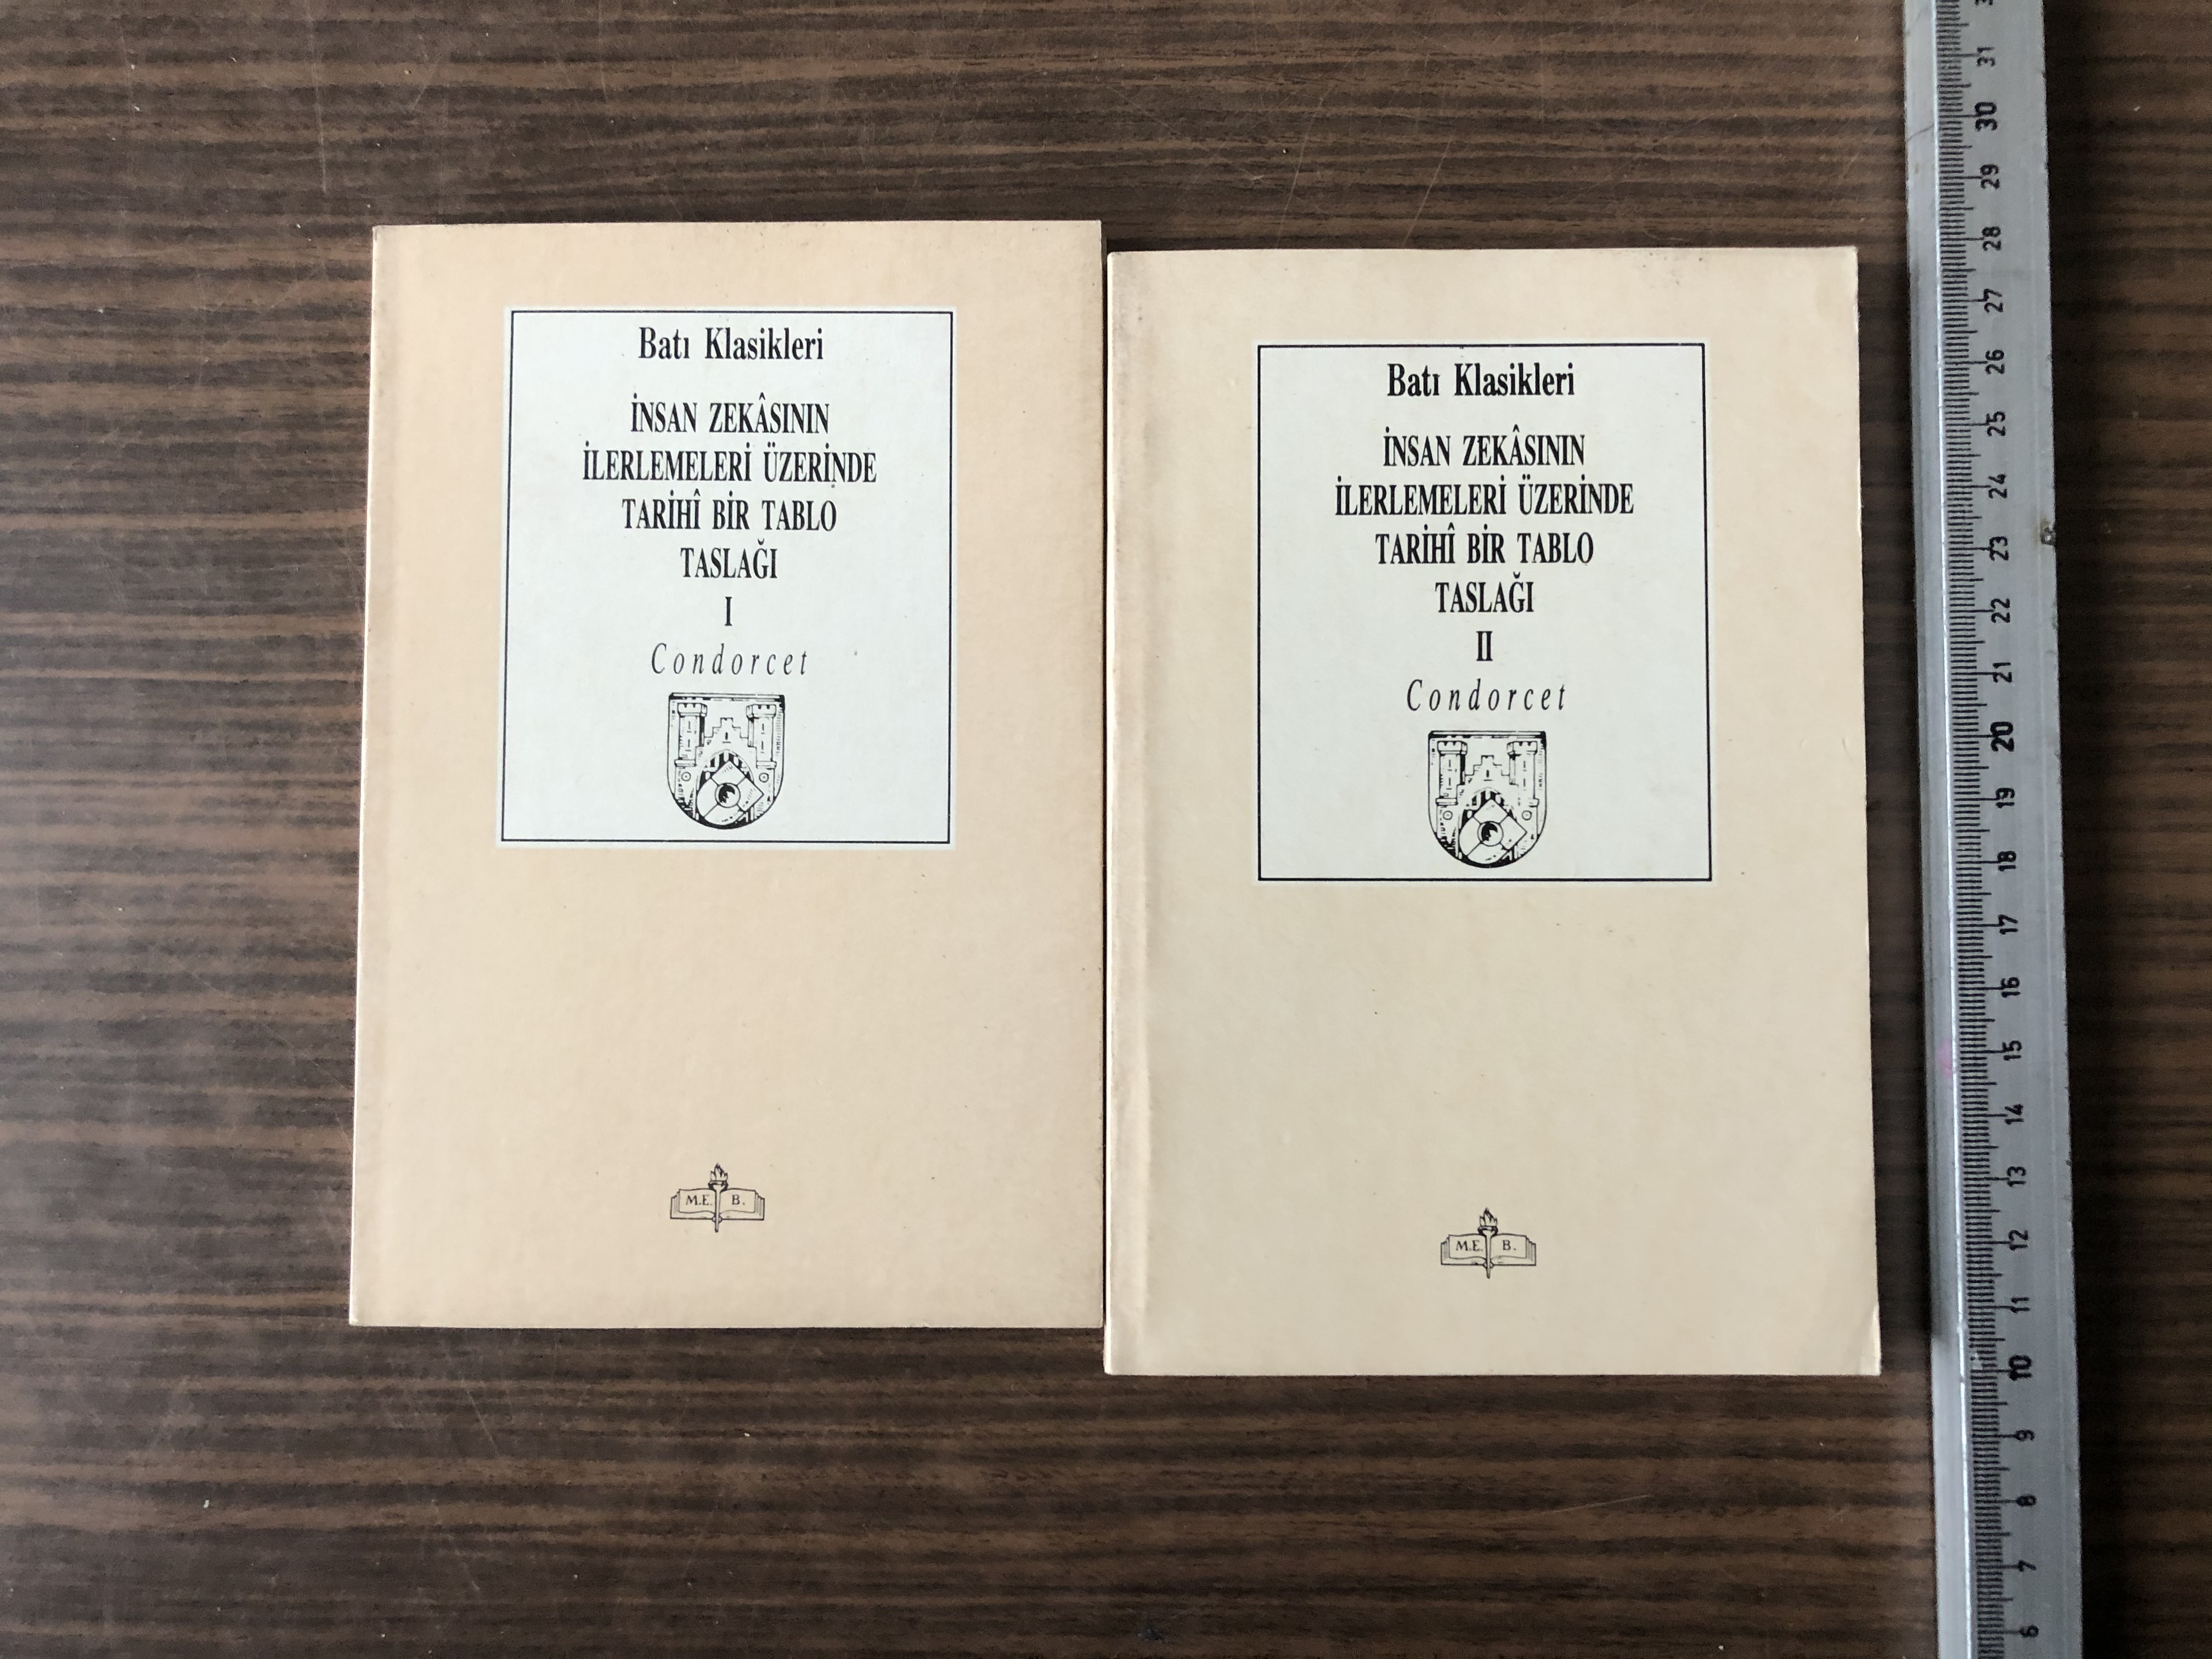 Batı Klasikleri
İNSAN ZEKÂSININ
İLERLEMELERİ ÜZERİNDE
TARİHÎ BİR TABLO
TASLAĞI
I
Condorcet
M.E. B.
Batı Klasikleri
İNSAN ZEKÂSININ
İLERLEMELERİ ÜZERİNDE
TARİHÎ BİR TABLO
TASLAĞI
II
Condorcet
M.E. B.
31
30
29
28
27
26
25
24
23
22
21
20
19
18
17
16
15
14
13
12
11
10
9
8
7
6